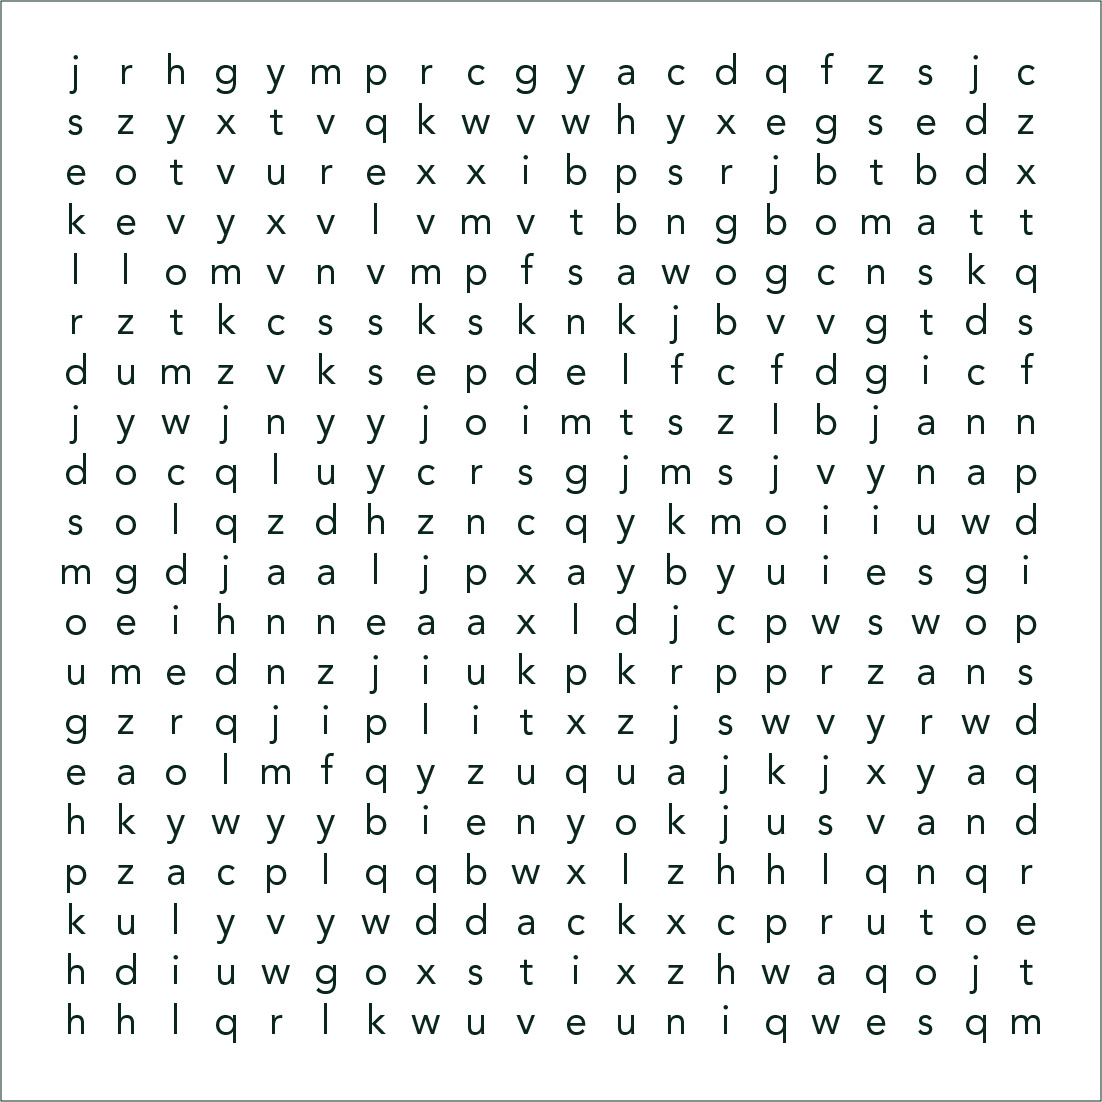 j r h g y m p r c g y a c d q f z s j c
s z y x t v q k w v w h y x e g s e d z
e o t v u r e x x i b p s r j b t b d x
k e v y x v l v m v t b n g b o m a t t
l l o m v n v m p f s a w o g c n s k q
r z t k c s s k s k n k j b v v g t d s
d u m z v k s e p d e l f c f d g i c f
j y w j n y y j o i m t s z l b j a n n
d o c q l u y c r s g j m s j v y n a p
s o l q z d h z n c q y k m o i i u w d
m g d j a a l j p x a y b y u i e s g i
o e i h n n e a a x l d j c p w s w o p
u m e d n z j i u k p k r p p r z a n s
g z r q j i p l i t x z j s w v y r w d
e a o l m f q y z u q u a j k j x y a q
h k y w y y b i e n y o k j u s v a n d
p z a c p l q q b w x l z h h l q n q r
k u l y v y w d d a c k x c p r u t o e
h d i u w g o x s t i x z h w a q o j t
h h l q r l k w u v e u n i q w e s q m